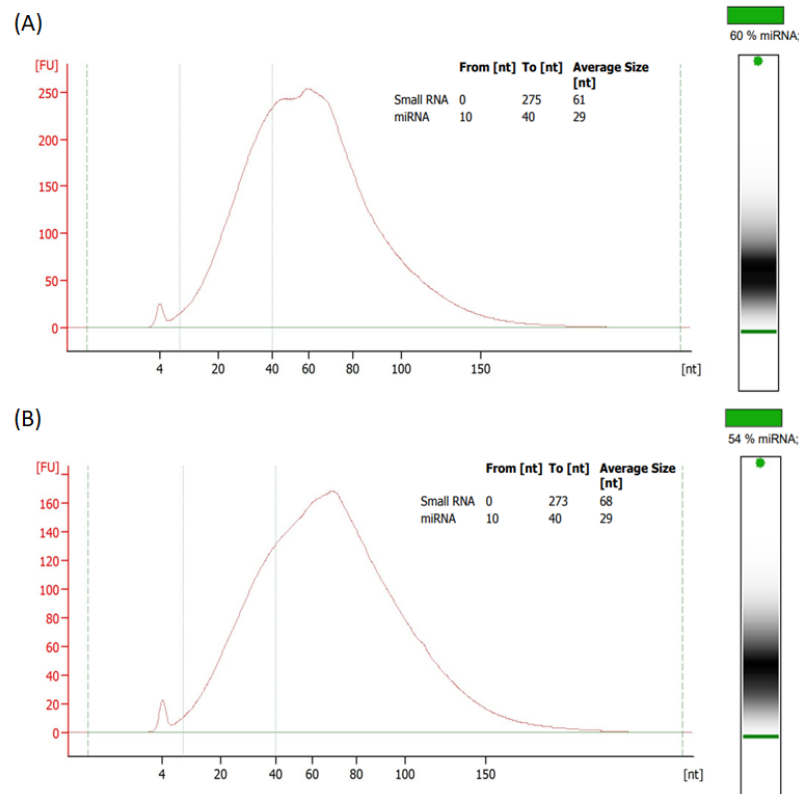 (A)
60 % miRNA;
[FU]
From [nt] To [nt] Average Size [nt]
Small RNA 0 275 61
miRNA 10 40 29
250
200
150
100
50
0
4 20 40 60 80 100 150 [nt]
(B)
54 % miRNA;
[FU]
From [nt] To [nt] Average Size [nt]
Small RNA 0 273 68
miRNA 10 40 29
160
140
120
100
80
60
40
20
0
4 20 40 60 80 100 150 [nt]